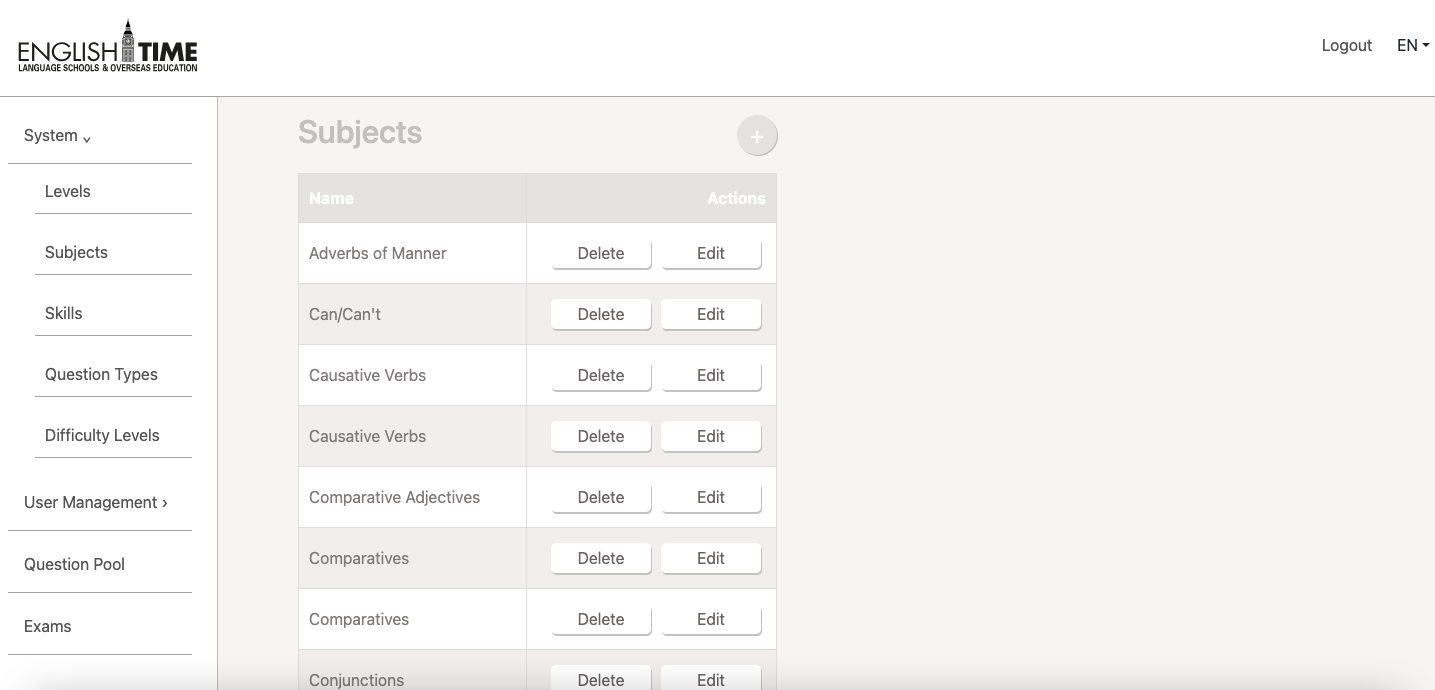 ENGLISH TIME
LANGUAGE SCHOOLS & OVERSEAS EDUCATION
Logout EN
System
Levels
Subjects
Skills
Question Types
Difficulty Levels
User Management ›
Question Pool
Exams
Subjects +
Name Actions
Adverbs of Manner Delete Edit
Can/Can't Delete Edit
Causative Verbs Delete Edit
Causative Verbs Delete Edit
Comparative Adjectives Delete Edit
Comparatives Delete Edit
Comparatives Delete Edit
Conjunctions Delete Edit